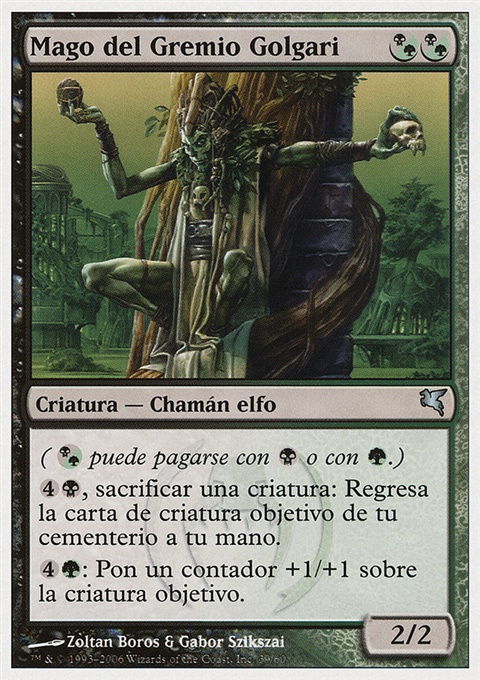 Mago del Gremio Golgari
Criatura — Chamán elfo
( puede pagarse con o con .)
4 , sacrificar una criatura: Regresa
la carta de criatura objetivo de tu
cementerio a tu mano.
4 : Pon un contador +1/+1 sobre
la criatura objetivo.
Zoltan Boros & Gabor Szikszai
2/2
™ & © 1993–2006 Wizards of the Coast, Inc. 39/60